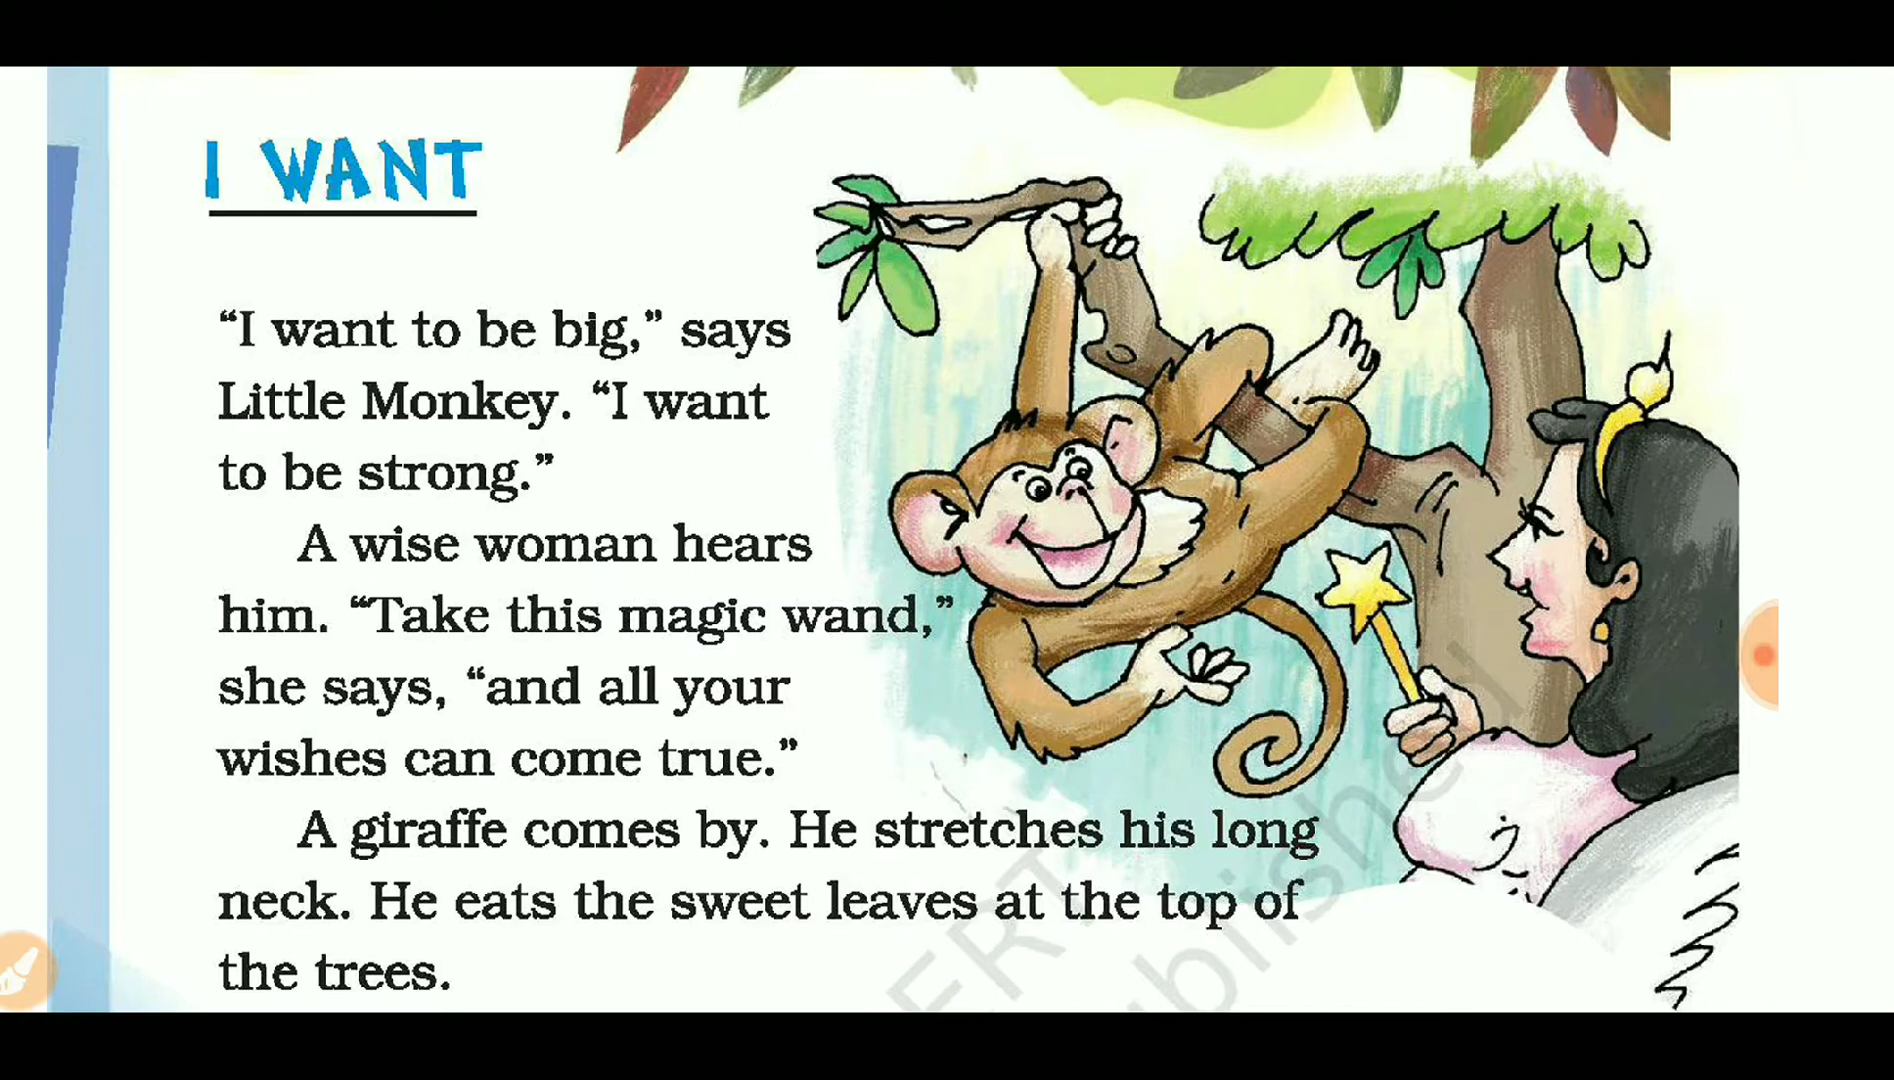 I WANT
“I want to be big,” says
Little Monkey. “I want
to be strong.”
A wise woman hears
him. “Take this magic wand,”
she says, “and all your
wishes can come true.”
A giraffe comes by. He stretches his long
neck. He eats the sweet leaves at the top of
the trees.